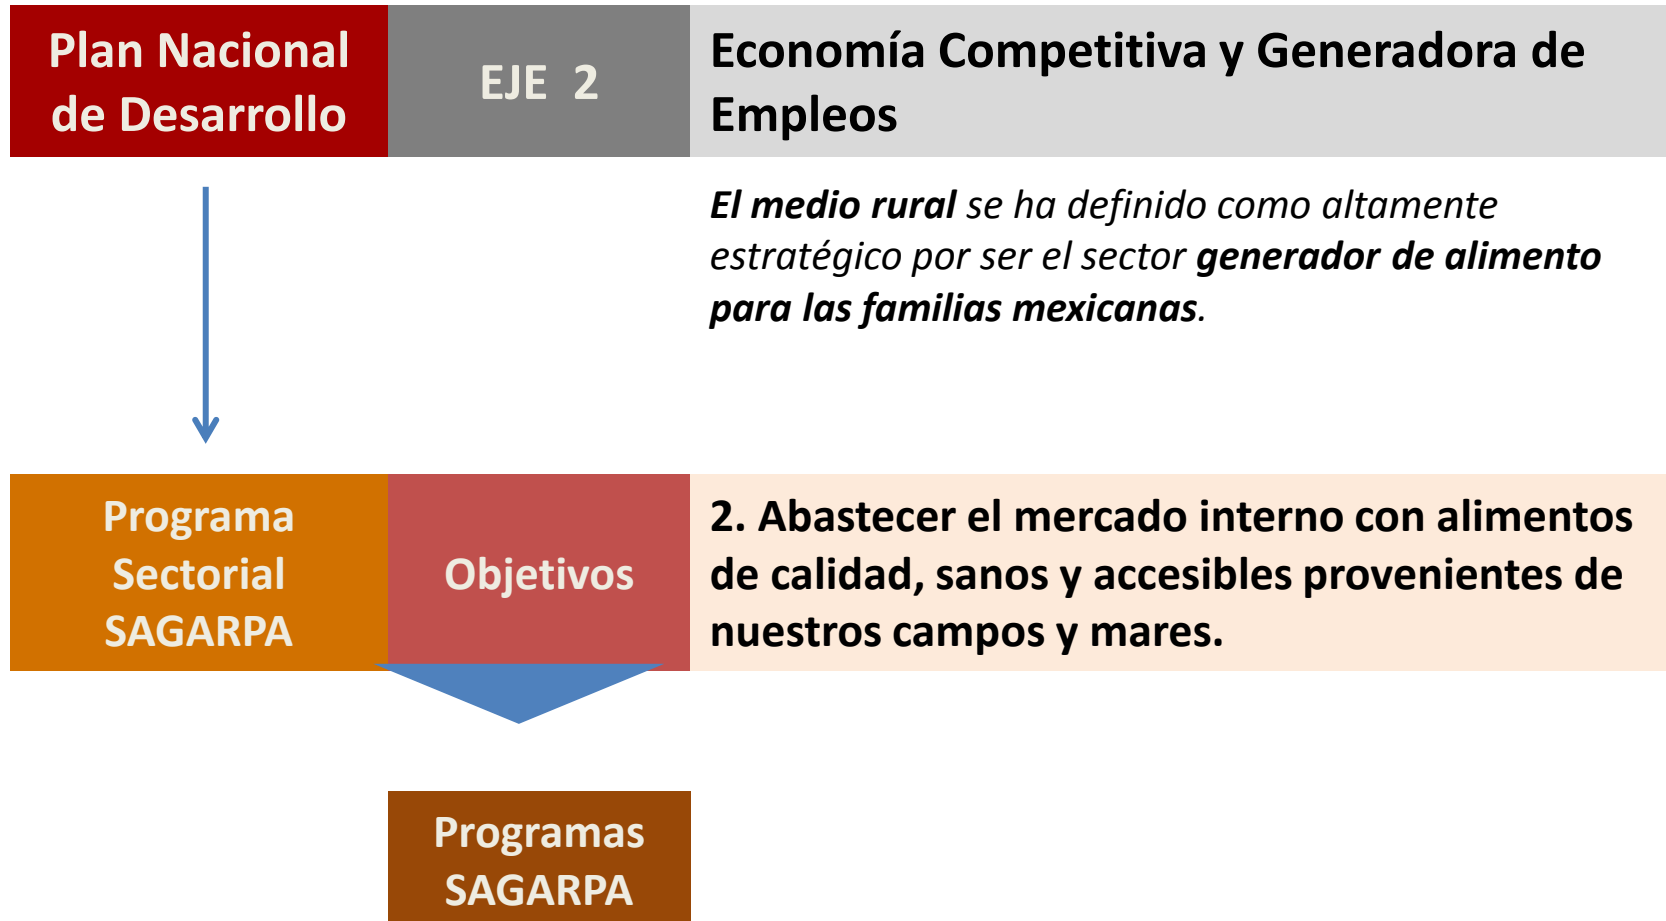 Plan Nacional
de Desarrollo
EJE 2
Economía Competitiva y Generadora de
Empleos
El medio rural se ha definido como altamente
estratégico por ser el sector generador de alimento
para las familias mexicanas.
Programa
Sectorial
SAGARPA
Objetivos
2. Abastecer el mercado interno con alimentos
de calidad, sanos y accesibles provenientes de
nuestros campos y mares.
Programas
SAGARPA